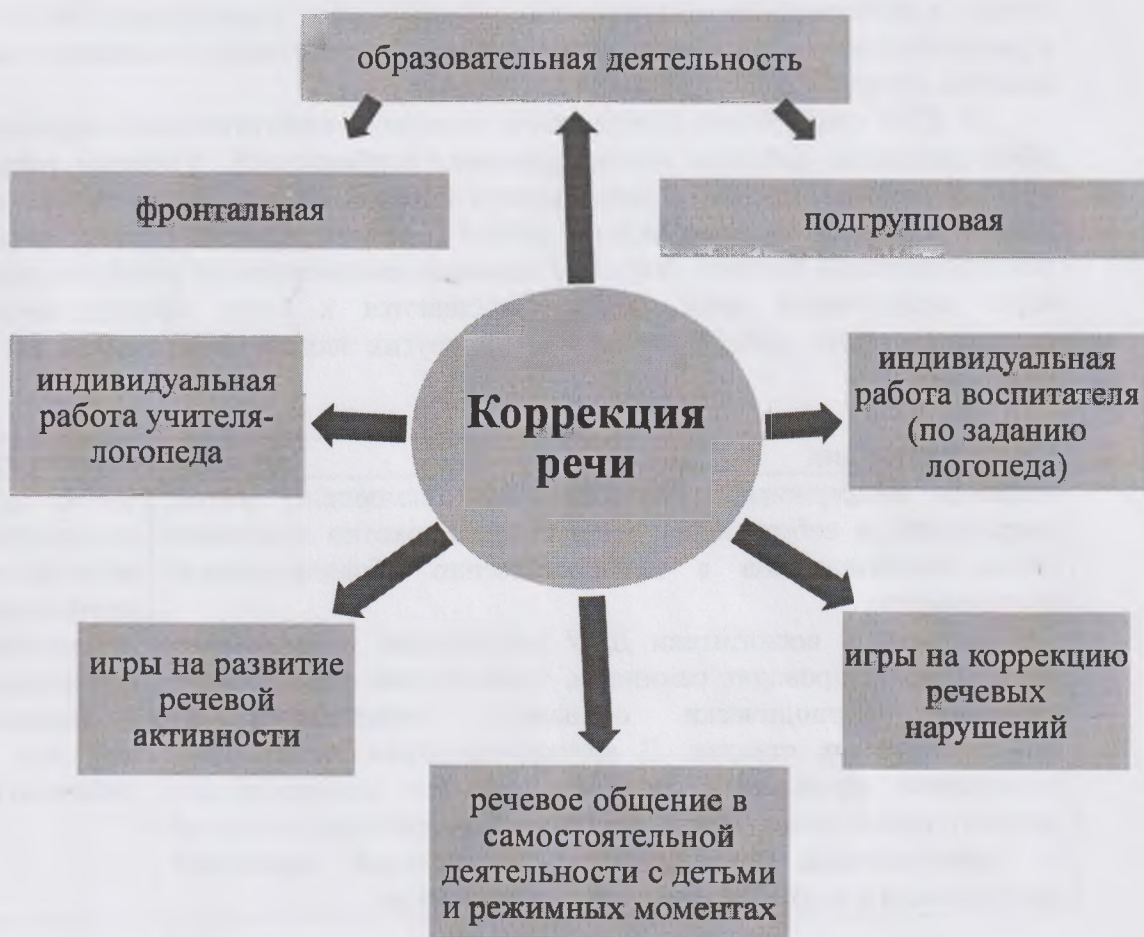 образовательная деятельность
фронтальная
подгрупповая
индивидуальная
работа учителя-
логопеда
Коррекция
речи
индивидуальная
работа воспитателя
(по заданию
логопеда)
игры на развитие
речевой
активности
игры на коррекцию
речевых
нарушений
речевое общение в
самостоятельной
деятельности с детьми
и режимных моментах